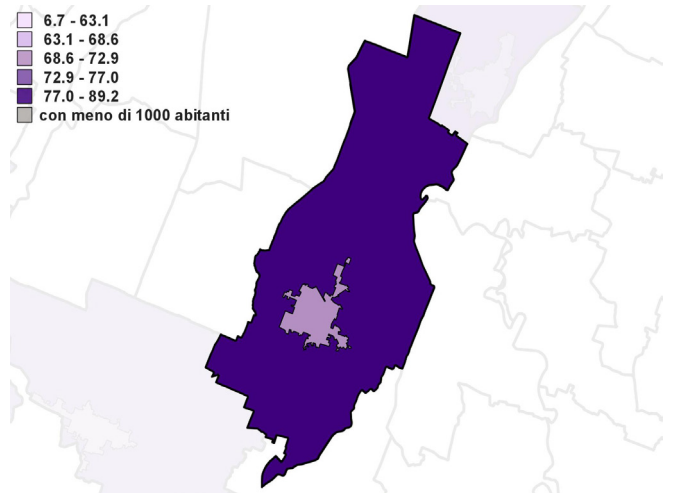 6.7 - 63.1
63.1 - 68.6
68.6 - 72.9
72.9 - 77.0
77.0 - 89.2
con meno di 1000 abitanti